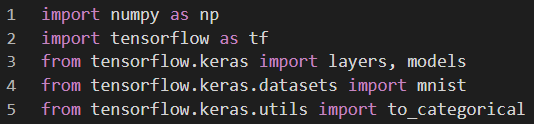 1 import numpy as np
2 import tensorflow as tf
3 from tensorflow.keras import layers, models
4 from tensorflow.keras.datasets import mnist
5 from tensorflow.keras.utils import to_categorical